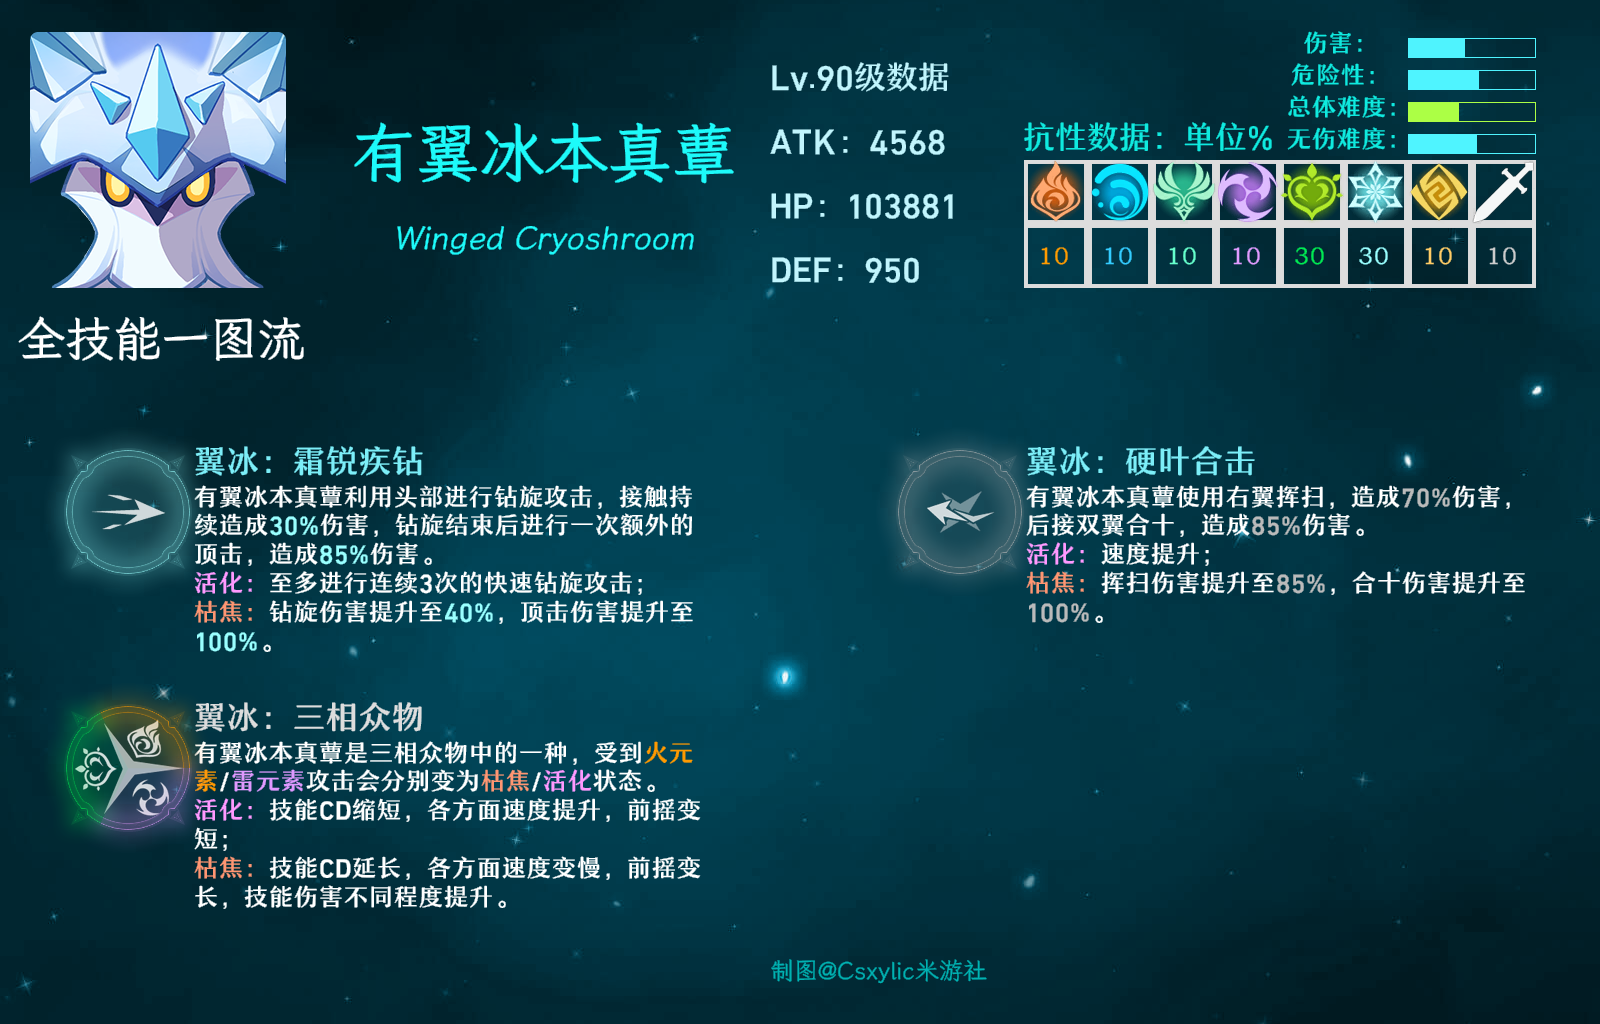 有翼冰本真蕈
Winged Cryoshroom
Lv.90级数据
ATK：4568
HP：103881
DEF：950
伤害：
危险性：
总体难度：
无伤难度：
抗性数据：单位%
10 10 10 10 30 30 10 10
全技能一图流
翼冰：霜锐疾钻
有翼冰本真蕈利用头部进行钻旋攻击，接触持
续造成30%伤害，钻旋结束后进行一次额外的
顶击，造成85%伤害。
活化：至多进行连续3次的快速钻旋攻击；
枯焦：钻旋伤害提升至40%，顶击伤害提升至
100%。
翼冰：硬叶合击
有翼冰本真蕈使用右翼挥扫，造成70%伤害，
后接双翼合十，造成85%伤害。
活化：速度提升；
枯焦：挥扫伤害提升至85%，合十伤害提升至
100%。
翼冰：三相众物
有翼冰本真蕈是三相众物中的一种，受到火元
素/雷元素攻击会分别变为枯焦/活化状态。
活化：技能CD缩短，各方面速度提升，前摇变
短；
枯焦：技能CD延长，各方面速度变慢，前摇变
长，技能伤害不同程度提升。
制图@Csxylic米游社